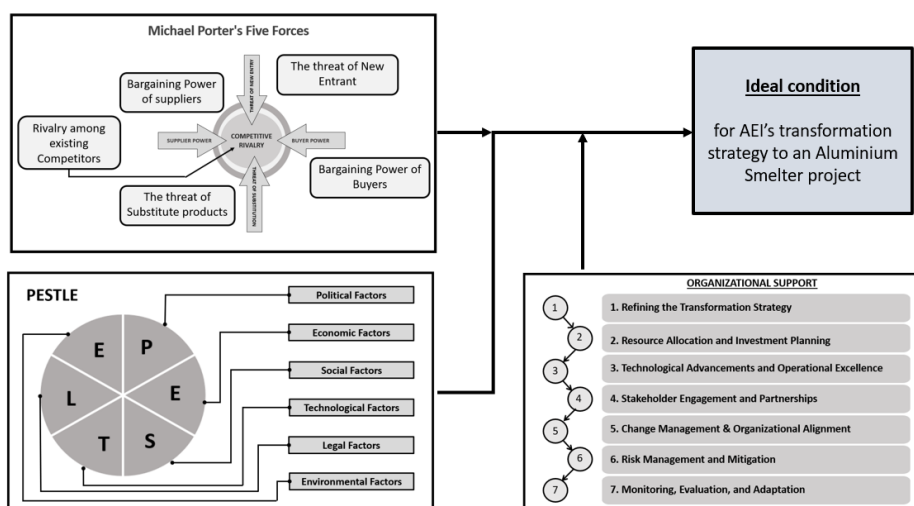 Michael Porter's Five Forces
The threat of New
Entrant
Bargaining Power
of suppliers
Rivalry among
existing
Competitors
THREAT OF NEW ENTRY
SUPPLIER POWER
COMPETITIVE
RIVALRY
BUYER POWER
THREAT OF SUBSTITUTION
Bargaining Power of
Buyers
The threat of
Substitute products
Ideal condition
for AEI's transformation
strategy to an Aluminium
Smelter project
PESTLE
E
P
L
E
T
S
Political Factors
Economic Factors
Social Factors
Technological Factors
Legal Factors
Environmental Factors
ORGANIZATIONAL SUPPORT
1
1. Refining the Transformation Strategy
2
2. Resource Allocation and Investment Planning
3
3. Technological Advancements and Operational Excellence
4
4. Stakeholder Engagement and Partnerships
5
5. Change Management & Organizational Alignment
6
6. Risk Management and Mitigation
7
7. Monitoring, Evaluation, and Adaptation